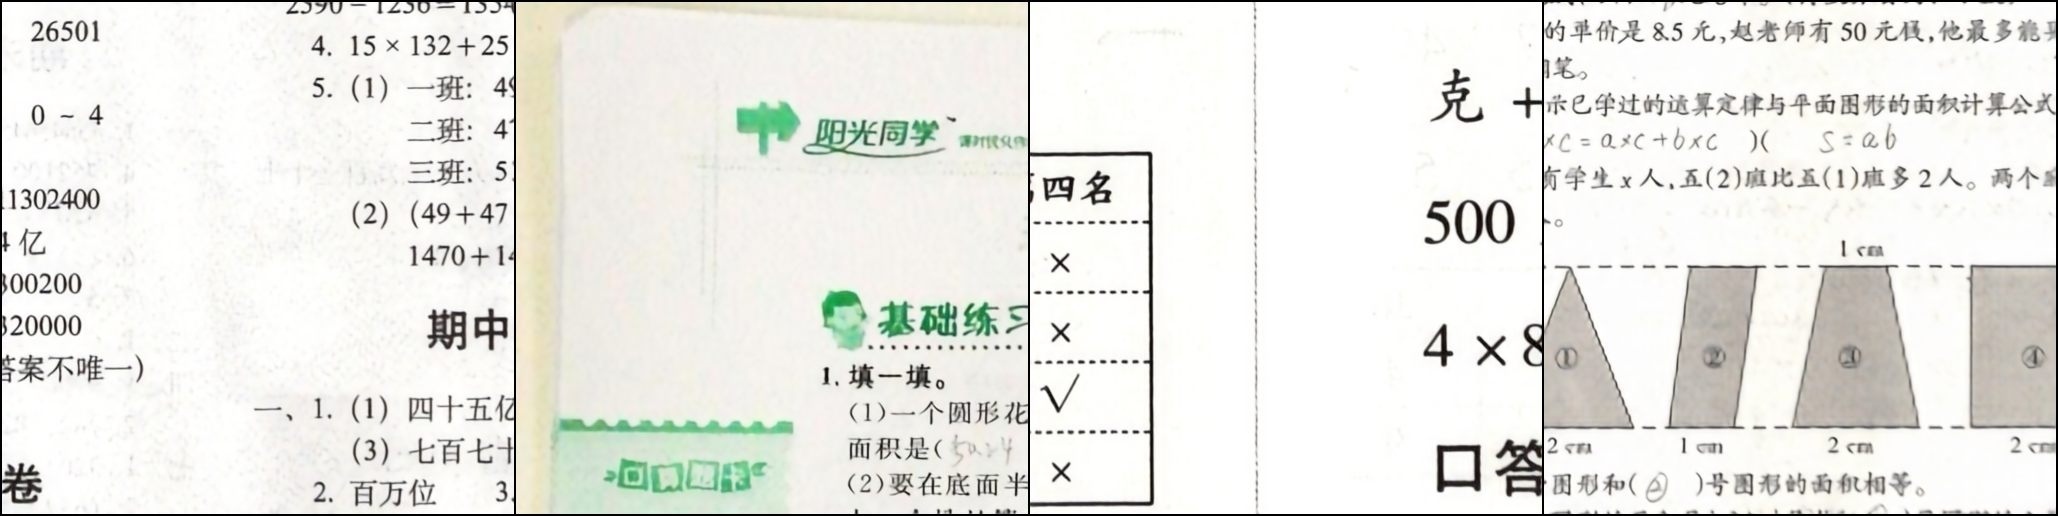 26501
0 ~ 4
11302400
4 亿
300200
320000
答案不唯一）
卷
2590－1256＝1334
4. 15×132＋25
5.（1）一班：49
二班：47
三班：5
（2）（49＋47
1470＋14
期中
一、1.（1）四十五亿
（3）七百七十
2. 百万位 3.
阳光同学
基础练习
1. 填一填。
(1)一个圆形花
面积是(50.24
(2)要在底面半
第四名
×
×
√
×
克 +
500
4 × 8
口答
的单价是 8.5 元,赵老师有 50 元钱,他最多能买
笔。
示已学过的运算定律与平面图形的面积计算公式
×c=a×c+b×c )( S=ab
有学生 x 人,五(2)班比五(1)班多 2 人。两个班
。
1 cm
① ② ③ ④
2 cm 1 cm 2 cm 2 cm
图形和( ② )号图形的面积相等。